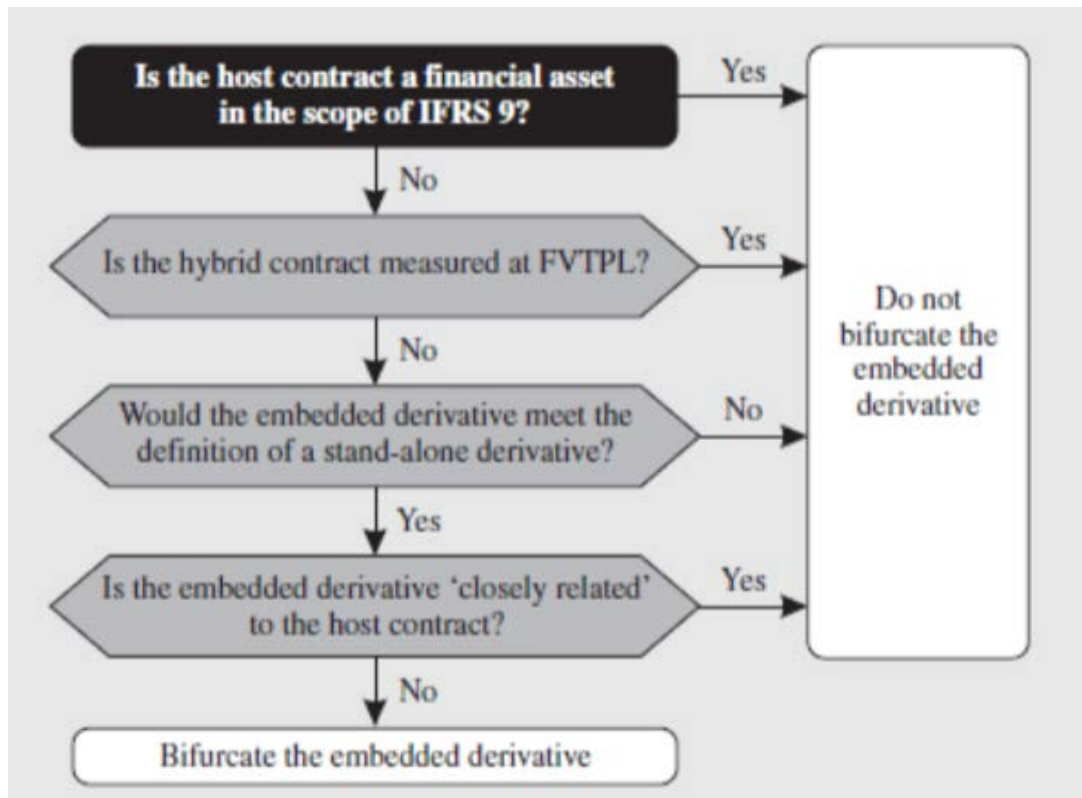 Is the host contract a financial asset
in the scope of IFRS 9?
Yes
No
Is the hybrid contract measured at FVTPL?
Yes
No
Would the embedded derivative meet the
definition of a stand-alone derivative?
No
Yes
Is the embedded derivative ‘closely related’
to the host contract?
Yes
No
Bifurcate the embedded derivative
Do not
bifurcate the
embedded
derivative